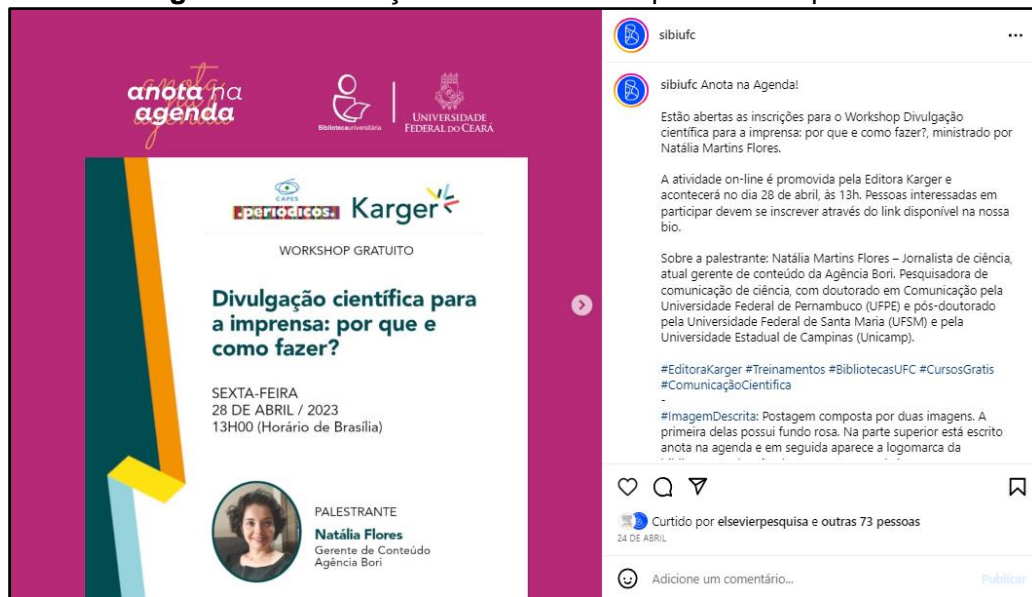 anota na
agenda
Bibliotecauniversitária
UNIVERSIDADE
FEDERAL DO CEARÁ
CAPES
.periódicos.
Karger
WORKSHOP GRATUITO
Divulgação científica para
a imprensa: por que e
como fazer?
SEXTA-FEIRA
28 DE ABRIL / 2023
13H00 (Horário de Brasília)
PALESTRANTE
Natália Flores
Gerente de Conteúdo
Agência Bori
sibiufc
sibiufc Anota na Agenda!
Estão abertas as inscrições para o Workshop Divulgação
científica para a imprensa: por que e como fazer?, ministrado por
Natália Martins Flores.
A atividade on-line é promovida pela Editora Karger e
acontecerá no dia 28 de abril, às 13h. Pessoas interessadas em
participar devem se inscrever através do link disponível na nossa
bio.
Sobre a palestrante: Natália Martins Flores – Jornalista de ciência,
atual gerente de conteúdo da Agência Bori. Pesquisadora de
comunicação de ciência, com doutorado em Comunicação pela
Universidade Federal de Pernambuco (UFPE) e pós-doutorado
pela Universidade Federal de Santa Maria (UFSM) e pela
Universidade Estadual de Campinas (Unicamp).
#EditoraKarger #Treinamentos #BibliotecasUFC #CursosGratis
#ComunicaçãoCientifica
-
#ImagemDescrita: Postagem composta por duas imagens. A
primeira delas possui fundo rosa. Na parte superior está escrito
anota na agenda e em seguida aparece a logomarca da
Curtido por elsevierpesquisa e outras 73 pessoas
24 DE ABRIL
Adicione um comentário...
Publicar